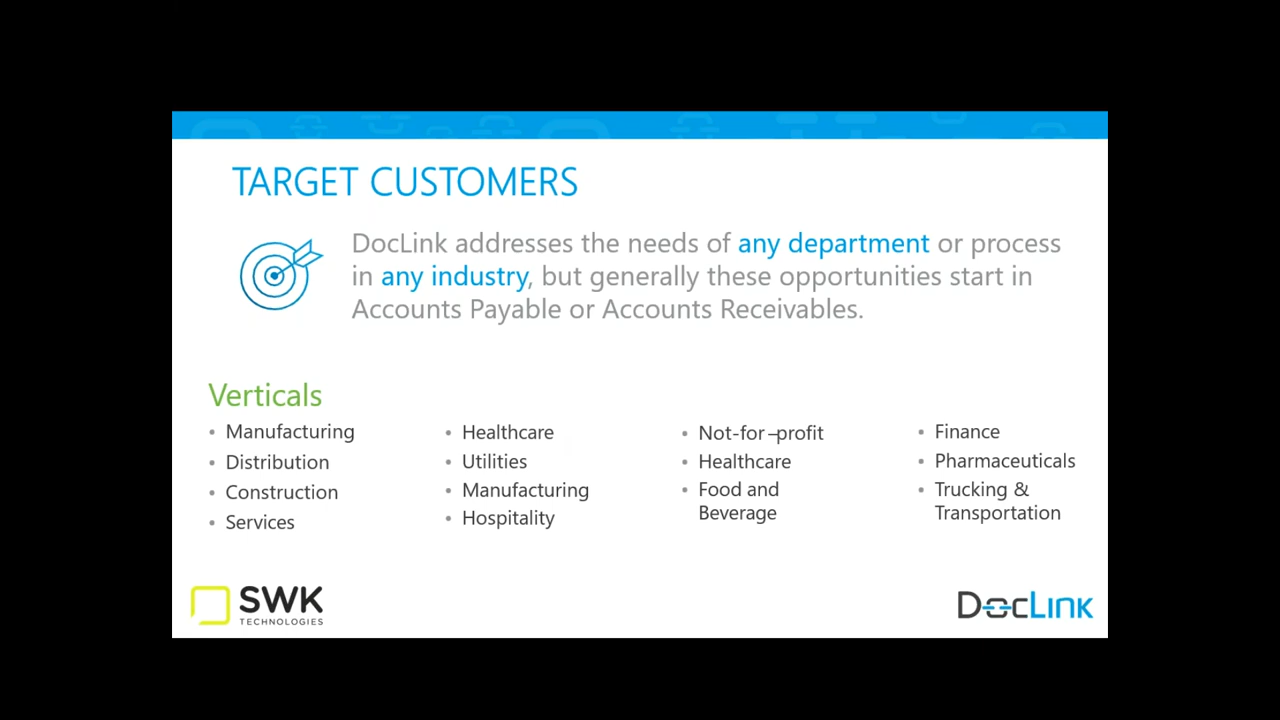 TARGET CUSTOMERS
DocLink addresses the needs of any department or process
in any industry, but generally these opportunities start in
Accounts Payable or Accounts Receivables.
Verticals
• Manufacturing
• Distribution
• Construction
• Services
• Healthcare
• Utilities
• Manufacturing
• Hospitality
• Not-for–profit
• Healthcare
• Food and
Beverage
• Finance
• Pharmaceuticals
• Trucking &
Transportation
SWK
TECHNOLOGIES
DocLink